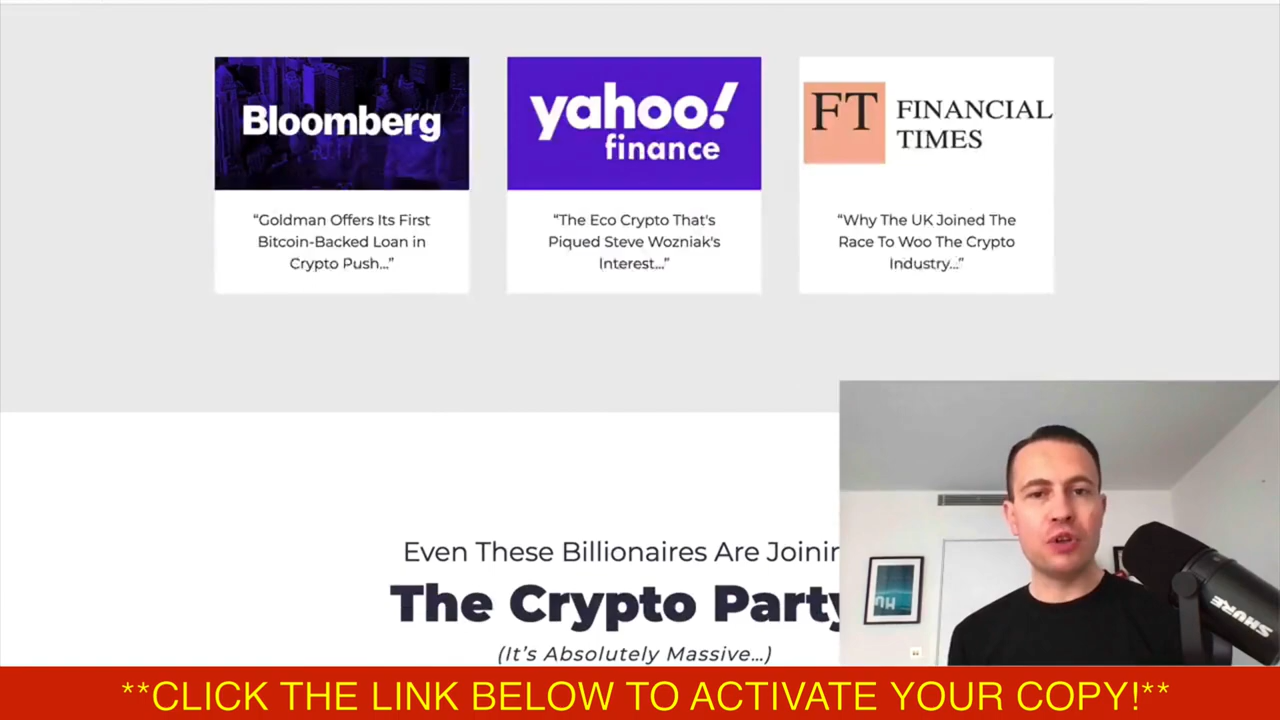 Bloomberg
"Goldman Offers Its First
Bitcoin-Backed Loan in
Crypto Push..."
yahoo!
finance
"The Eco Crypto That's
Piqued Steve Wozniak's
Interest..."
FT FINANCIAL
TIMES
"Why The UK Joined The
Race To Woo The Crypto
Industry..."
Even These Billionaires Are
The Crypto Party
(It's Absolutely Massive...)
SHURE
**CLICK THE LINK BELOW TO ACTIVATE YOUR COPY!**